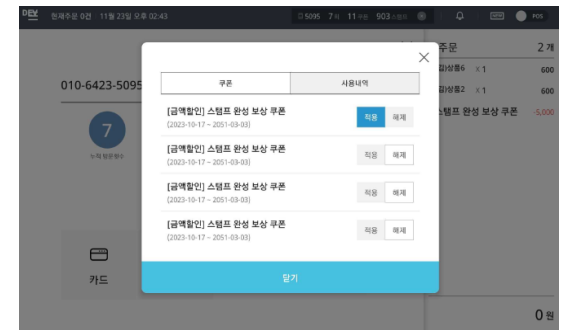 DEV 현재주문 0건 11월 23일 오후 02:43
5095 7 11 903
NEW POS
주문 2 개
010-6423-5095
쿠폰 사용내역
상품6 X 1 600
상품2 X 1 600
스탬프 완성 보상 쿠폰 -5,000
7
누적 방문횟수
[금액할인] 스탬프 완성 보상 쿠폰 적용 해제
(2023-10-17 ~ 2051-03-03)
[금액할인] 스탬프 완성 보상 쿠폰 적용 해제
(2023-10-17 ~ 2051-03-03)
[금액할인] 스탬프 완성 보상 쿠폰 적용 해제
(2023-10-17 ~ 2051-03-03)
[금액할인] 스탬프 완성 보상 쿠폰 적용 해제
(2023-10-17 ~ 2051-03-03)
카드
닫기
0 원